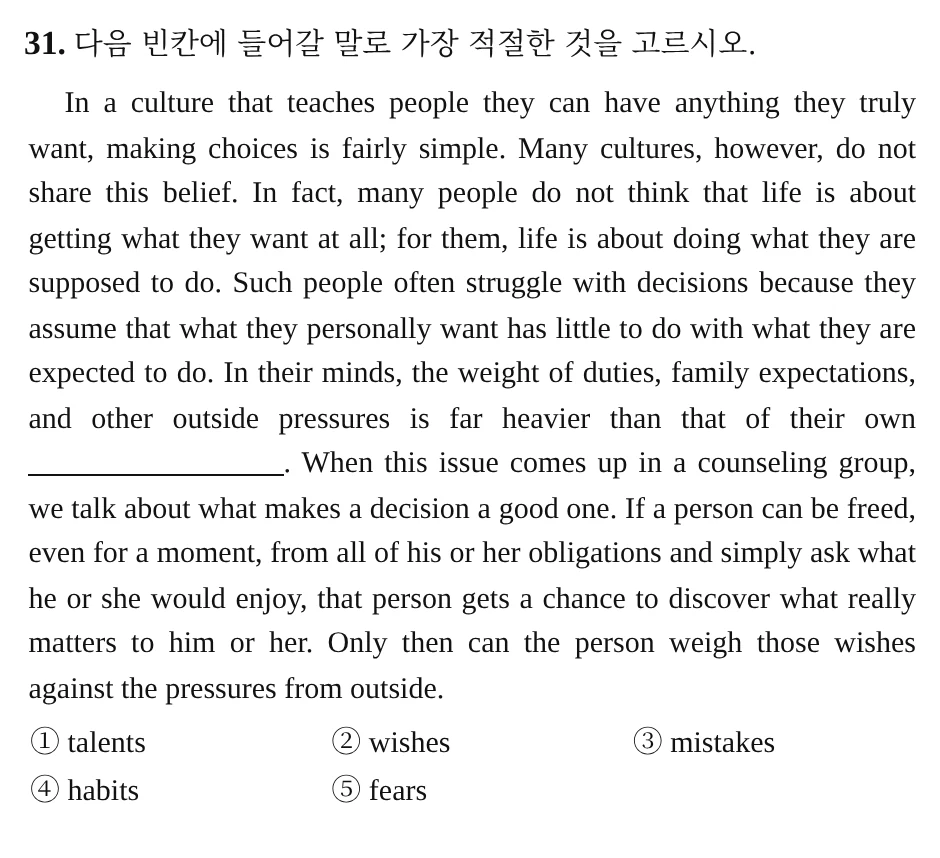 31. 다음 빈칸에 들어갈 말로 가장 적절한 것을 고르시오.
In a culture that teaches people they can have anything they truly
want, making choices is fairly simple. Many cultures, however, do not
share this belief. In fact, many people do not think that life is about
getting what they want at all; for them, life is about doing what they are
supposed to do. Such people often struggle with decisions because they
assume that what they personally want has little to do with what they are
expected to do. In their minds, the weight of duties, family expectations,
and other outside pressures is far heavier than that of their own
________________. When this issue comes up in a counseling group,
we talk about what makes a decision a good one. If a person can be freed,
even for a moment, from all of his or her obligations and simply ask what
he or she would enjoy, that person gets a chance to discover what really
matters to him or her. Only then can the person weigh those wishes
against the pressures from outside.
① talents ② wishes ③ mistakes
④ habits ⑤ fears